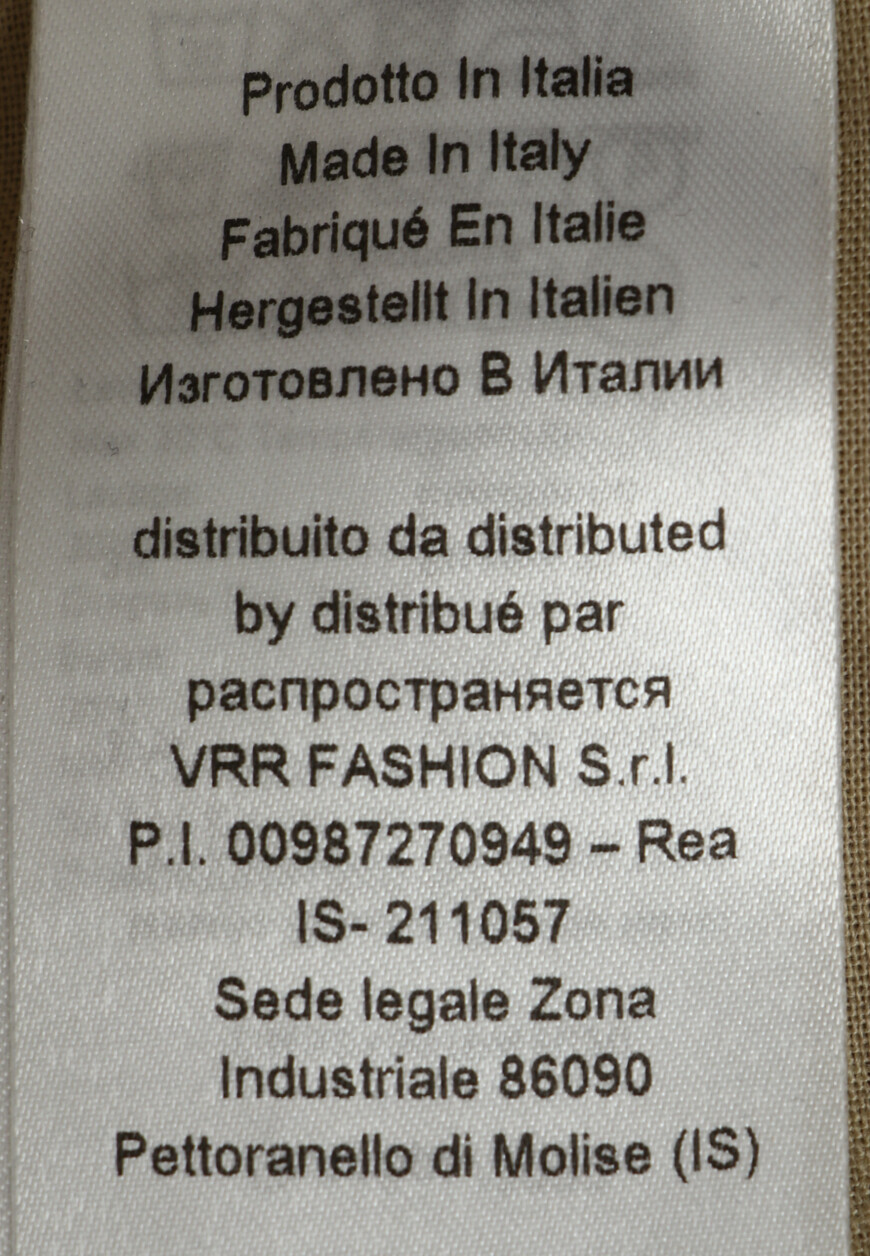 Prodotto In Italia
Made In Italy
Fabriqué En Italie
Hergestellt In Italien
Изготовлено В Италии
distribuito da distributed
by distribué par
распространяется
VRR FASHION S.r.l.
P.I. 00987270949 – Rea
IS- 211057
Sede legale Zona
Industriale 86090
Pettoranello di Molise (IS)